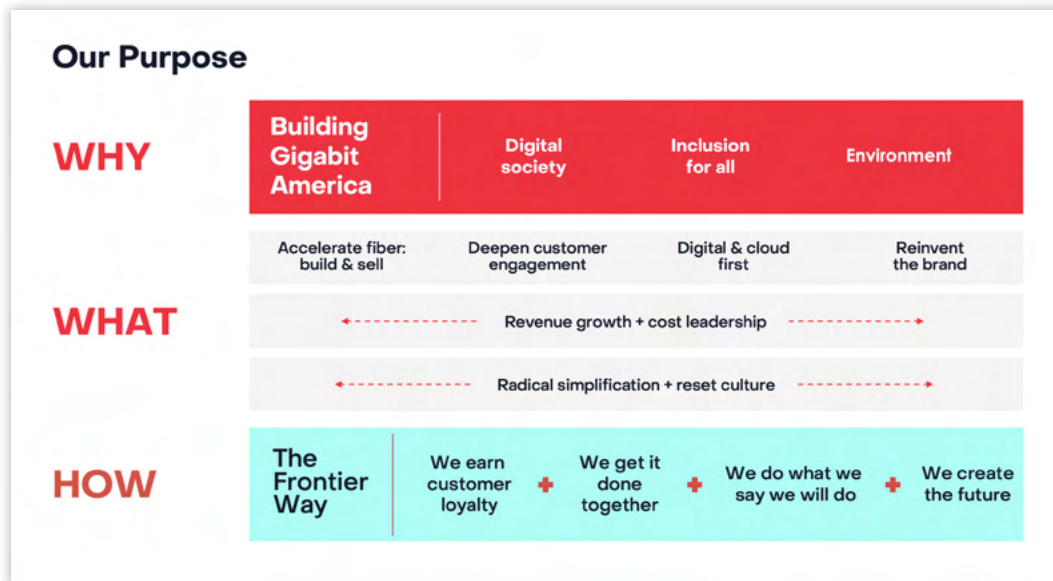 Our Purpose
WHY
Building
Gigabit
America
Digital
society
Inclusion
for all
Environment
WHAT
Accelerate fiber:
build & sell
Deepen customer
engagement
Digital & cloud
first
Reinvent
the brand
Revenue growth + cost leadership
Radical simplification + reset culture
HOW
The
Frontier
Way
We earn
customer
loyalty
+
We get it
done
together
+
We do what we
say we will do
+
We create
the future